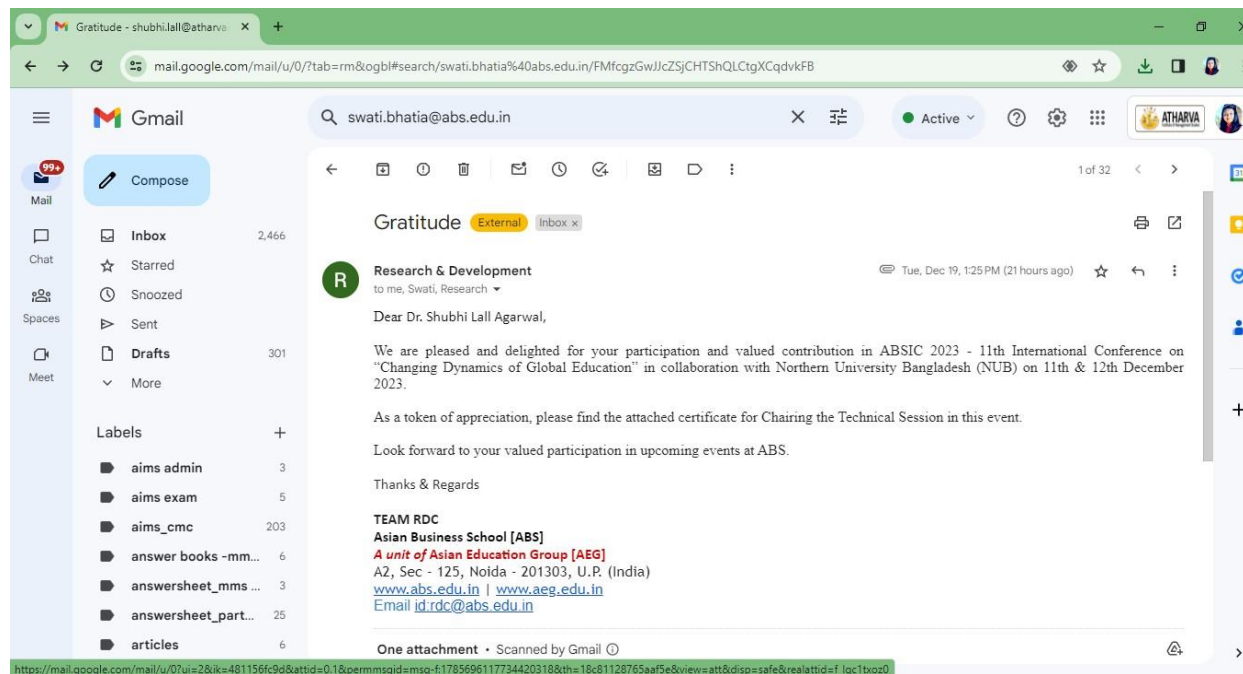 Gratitude - shubhi.lall@atharva
mail.google.com/mail/u/0/?tab=rm&ogbl#search/swati.bhatia%40abs.edu.in/FMfcgzGwJJcZSjCHTShQLCtgXCqdvkFB
Gmail
swati.bhatia@abs.edu.in
Active
ATHARVA
99+
Mail
Chat
Spaces
Meet
Compose
Inbox 2,466
Starred
Snoozed
Sent
Drafts 301
More
Labels
aims admin 3
aims exam 5
aims_cmc 203
answer books -mm... 6
answersheet_mms ... 3
answersheet_part... 25
articles 6
1 of 32
Gratitude External Inbox x
R
Research & Development
Tue, Dec 19, 1:25 PM (21 hours ago)
to me, Swati, Research
Dear Dr. Shubhi Lall Agarwal,
We are pleased and delighted for your participation and valued contribution in ABSIC 2023 - 11th International Conference on
“Changing Dynamics of Global Education” in collaboration with Northern University Bangladesh (NUB) on 11th & 12th December
2023.
As a token of appreciation, please find the attached certificate for Chairing the Technical Session in this event.
Look forward to your valued participation in upcoming events at ABS.
Thanks & Regards
TEAM RDC
Asian Business School [ABS]
A unit of Asian Education Group [AEG]
A2, Sec - 125, Noida - 201303, U.P. (India)
www.abs.edu.in | www.aeg.edu.in
Email id:rdc@abs.edu.in
One attachment • Scanned by Gmail
31